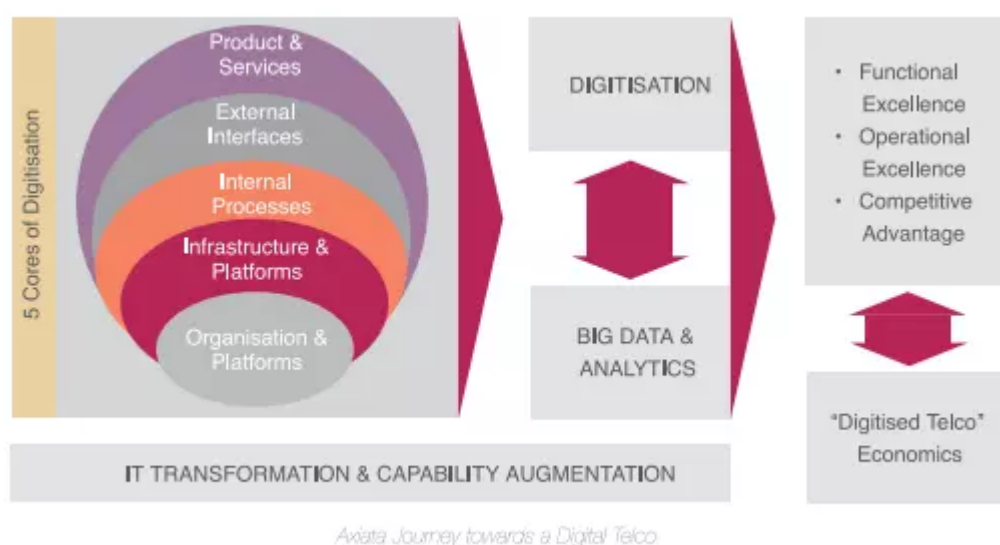 5 Cores of Digitisation
Product &
Services
External
Interfaces
Internal
Processes
Infrastructure &
Platforms
Organisation &
Platforms
DIGITISATION
BIG DATA &
ANALYTICS
• Functional
Excellence
• Operational
Excellence
• Competitive
Advantage
"Digitised Telco"
Economics
IT TRANSFORMATION & CAPABILITY AUGMENTATION
Axiata Journey towards a Digital Telco